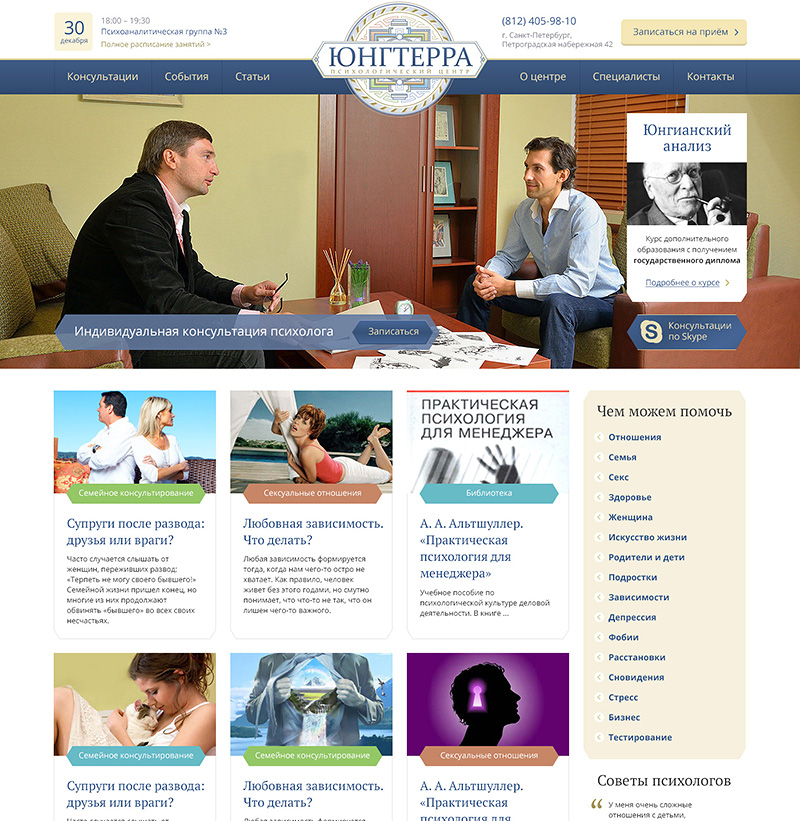 30
декабря
18:00 – 19:30
Психоаналитическая группа №3
Полное расписание занятий >
ЮНГТЕРРА
ПСИХОЛОГИЧЕСКИЙ ЦЕНТР
(812) 405-98-10
г. Санкт-Петербург,
Петроградская набережная 42
Записаться на приём
Консультации
События
Статьи
О центре
Специалисты
Контакты
Юнгианский
анализ
Курс дополнительного
образования с получением
государственного диплома
Подробнее о курсе
Индивидуальная консультация психолога
Записаться
Консультации
по Skype
Семейное консультирование
Супруги после развода:
друзья или враги?
Часто случается слышать от
женщин, переживших развод:
«Терпеть не могу своего бывшего!»
Семейной жизни пришел конец, но
многие из них продолжают
обвинять «бывшего» во всех своих
несчастьях.
Сексуальные отношения
Любовная зависимость.
Что делать?
Любая зависимость формируется
тогда, когда нам чего-то остро не
хватает. Как правило, человек
живет без этого годами, но смутно
понимает, что что-то не так, что он
лишен чего-то важного.
ПРАКТИЧЕСКАЯ
ПСИХОЛОГИЯ
ДЛЯ МЕНЕДЖЕРА
Библиотека
А. А. Альтшуллер.
«Практическая
психология для
менеджера»
Учебное пособие по
психологической культуре деловой
деятельности. В книге ...
Чем можем помочь
Отношения
Семья
Секс
Здоровье
Женщина
Искусство жизни
Родители и дети
Подростки
Зависимости
Депрессия
Фобии
Расстановки
Сновидения
Стресс
Бизнес
Тестирование
Семейное консультирование
Супруги после развода:
друзья или враги?
Часто случается слышать от
Семейное консультирование
Любовная зависимость.
Что делать?
Любая зависимость формируется
Сексуальные отношения
А. А. Альтшуллер.
«Практическая
психология для
Советы психологов
У меня очень сложные
отношения с детьми,